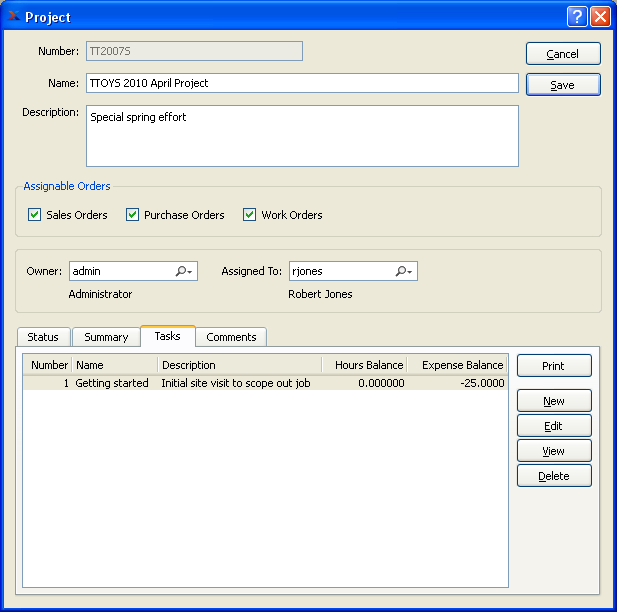 Project
Number: TT2007S
Cancel
Name: TTOYS 2010 April Project
Save
Description: Special spring effort
Assignable Orders
Sales Orders Purchase Orders Work Orders
Owner: admin Assigned To: rjones
Administrator Robert Jones
Status Summary Tasks Comments
Number Name Description Hours Balance Expense Balance
1 Getting started Initial site visit to scope out job 0.000000 -25.0000
Print
New
Edit
View
Delete